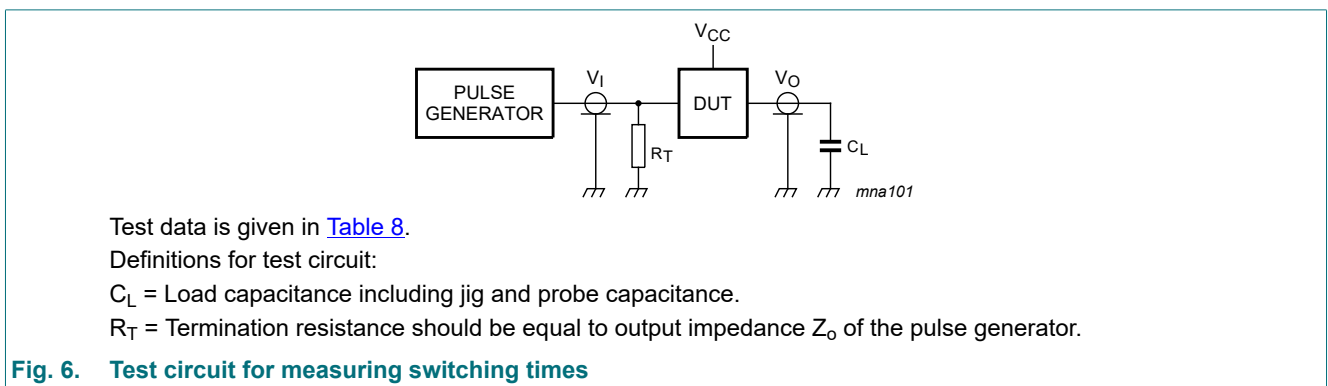 VCC
PULSE
GENERATOR
VI
RT
DUT
VO
CL
mna101
Test data is given in Table 8.
Definitions for test circuit:
CL = Load capacitance including jig and probe capacitance.
RT = Termination resistance should be equal to output impedance Zo of the pulse generator.
Fig. 6. Test circuit for measuring switching times